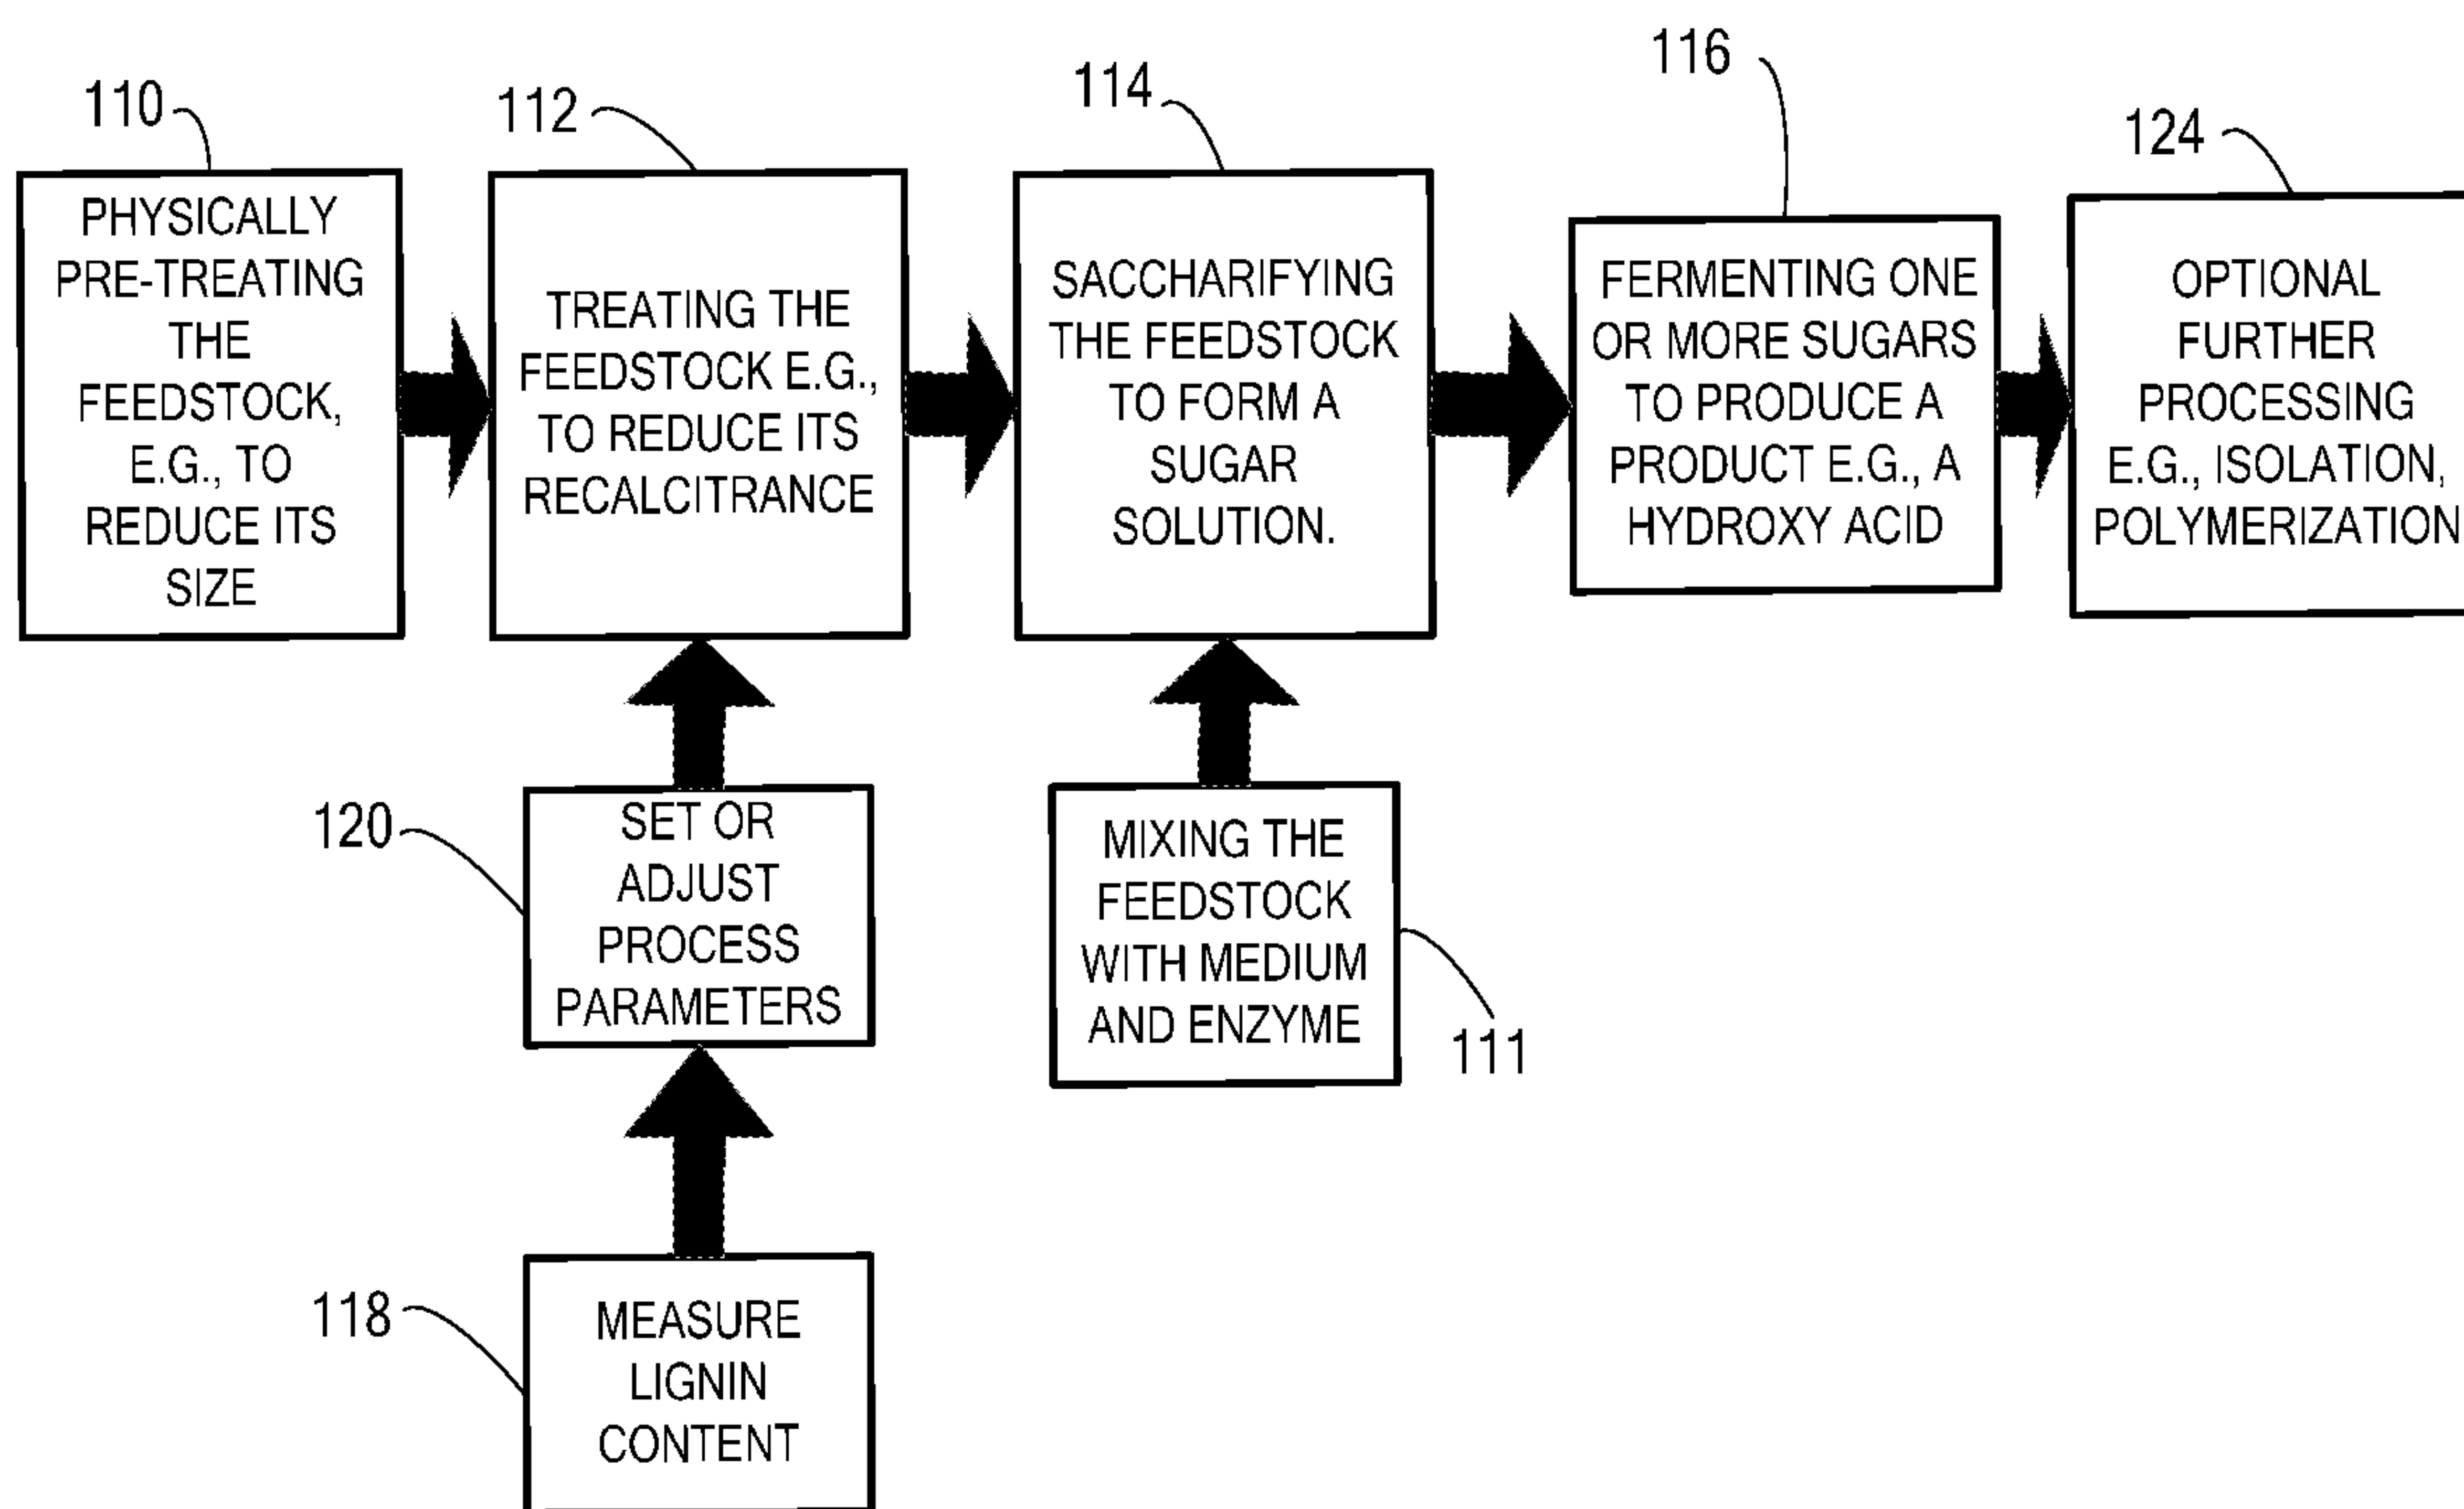 110
112
114
116
124
PHYSICALLY
PRE-TREATING
THE
FEEDSTOCK,
E.G., TO
REDUCE ITS
SIZE
TREATING THE
FEEDSTOCK E.G.,
TO REDUCE ITS
RECALCITRANCE
SACCHARIFYING
THE FEEDSTOCK
TO FORM A
SUGAR
SOLUTION.
FERMENTING ONE
OR MORE SUGARS
TO PRODUCE A
PRODUCT E.G., A
HYDROXY ACID
OPTIONAL
FURTHER
PROCESSING
E.G., ISOLATION,
POLYMERIZATION
120
SET OR
ADJUST
PROCESS
PARAMETERS
MIXING THE
FEEDSTOCK
WITH MEDIUM
AND ENZYME
111
118
MEASURE
LIGNIN
CONTENT